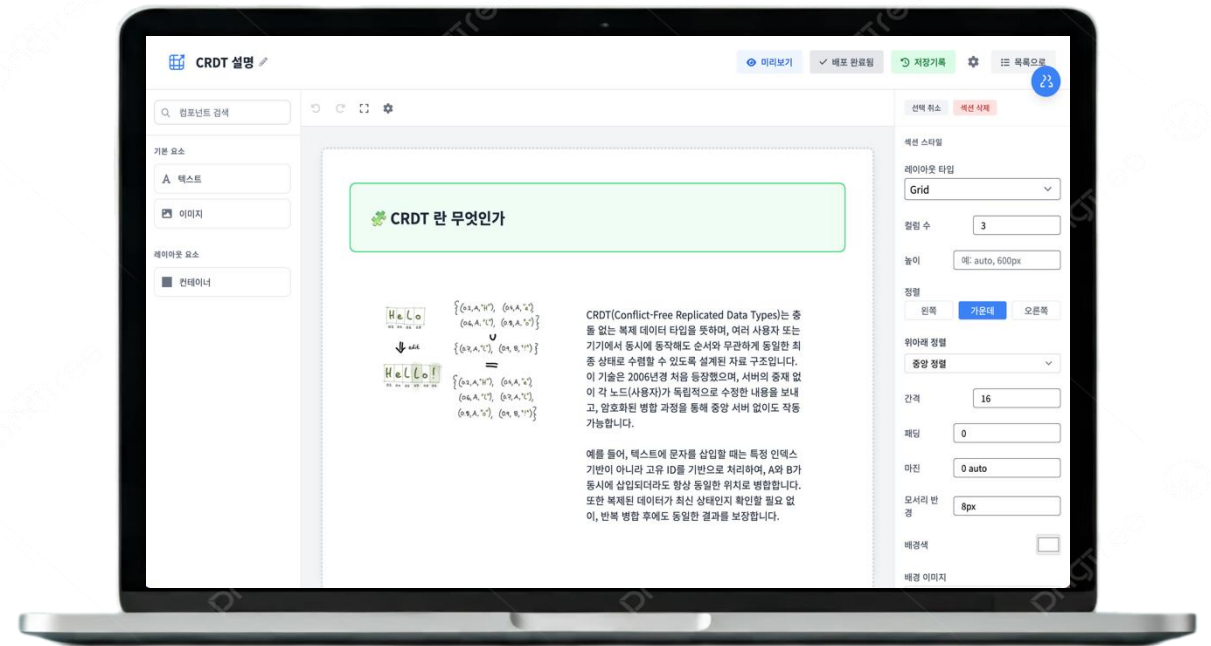 CRDT 설명
미리보기
배포 완료됨
저장기록
목록으로
컴포넌트 검색
기본 요소
A 텍스트
이미지
레이아웃 요소
컨테이너
CRDT 란 무엇인가
HeLo
edit
HeLLo!
CRDT(Conflict-Free Replicated Data Types)는 충
돌 없는 복제 데이터 타입을 뜻하며, 여러 사용자 또는
기기에서 동시에 동작해도 순서와 무관하게 동일한 최
종 상태로 수렴할 수 있도록 설계된 자료 구조입니다.
이 기술은 2006년경 처음 등장했으며, 서버의 중재 없
이 각 노드(사용자)가 독립적으로 수정한 내용을 보내
고, 암호화된 병합 과정을 통해 중앙 서버 없이도 작동
가능합니다.
예를 들어, 텍스트에 문자를 삽입할 때는 특정 인덱스
기반이 아니라 고유 ID를 기반으로 처리하여, A와 B가
동시에 삽입되더라도 항상 동일한 위치로 병합합니다.
또한 복제된 데이터가 최신 상태인지 확인할 필요 없
이, 반복 병합 후에도 동일한 결과를 보장합니다.
선택 취소
섹션 삭제
섹션 스타일
레이아웃 타입
Grid
컬럼 수 3
높이 예: auto, 600px
정렬
왼쪽 가운데 오른쪽
위아래 정렬
중앙 정렬
간격 16
패딩 0
마진 0 auto
모서리 반
경 8px
배경색
배경 이미지